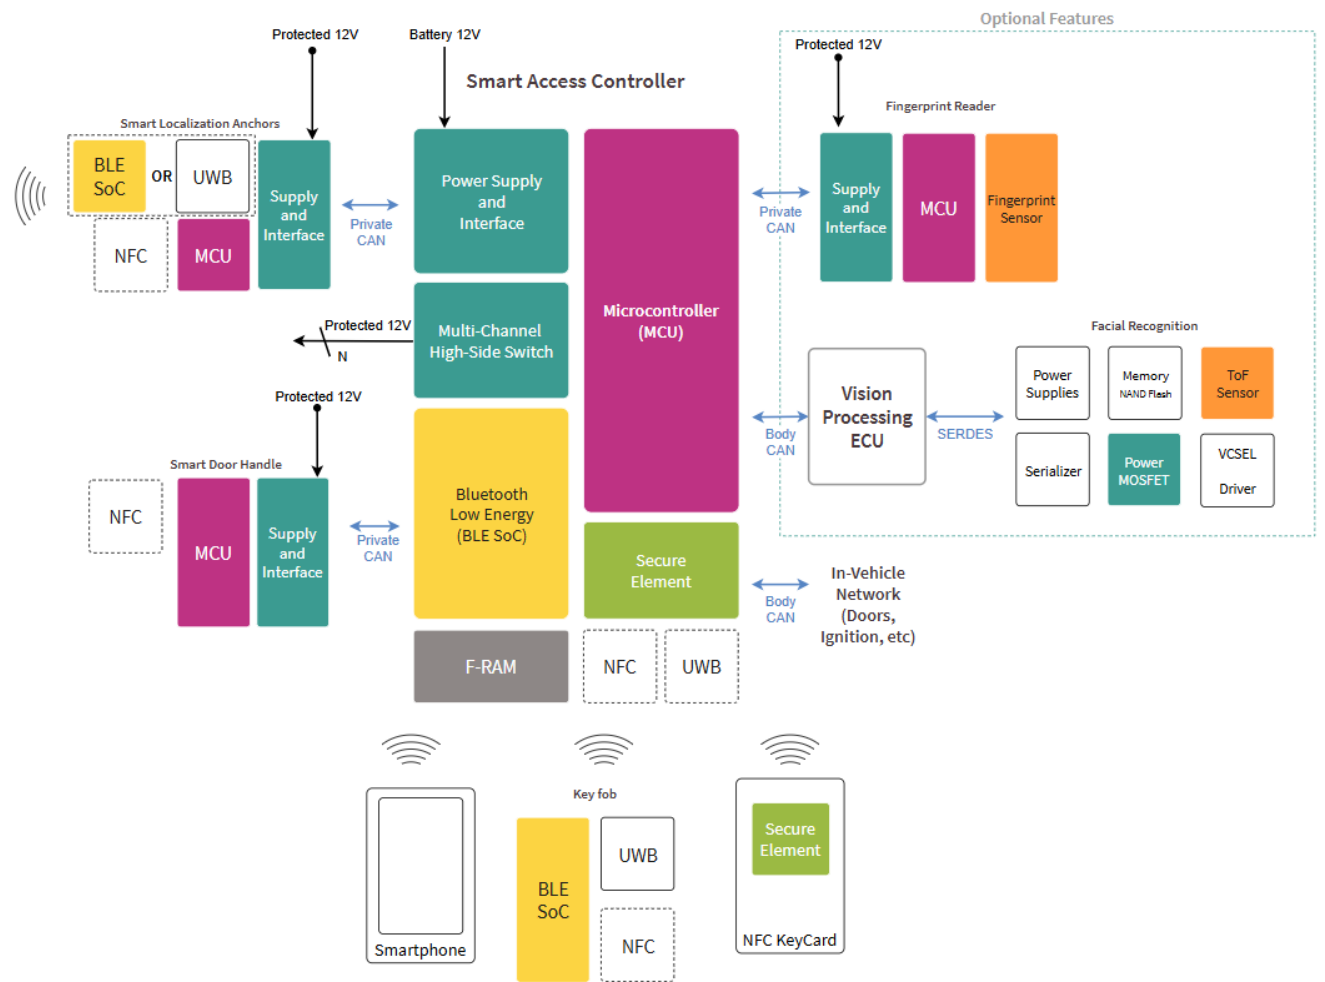 Optional Features
Protected 12V
Battery 12V
Protected 12V
Smart Access Controller
Fingerprint Reader
Smart Localization Anchors
BLE
SoC
OR
UWB
Supply
and
Interface
NFC
MCU
Private
CAN
Power Supply
and
Interface
Microcontroller
(MCU)
Private
CAN
Supply
and
Interface
MCU
Fingerprint
Sensor
Protected 12V
N
Multi-Channel
High-Side Switch
Facial Recognition
Vision
Processing
ECU
Body
CAN
SERDES
Power
Supplies
Memory
NAND Flash
ToF
Sensor
Serializer
Power
MOSFET
VCSEL
Driver
Protected 12V
Smart Door Handle
NFC
MCU
Supply
and
Interface
Private
CAN
Bluetooth
Low Energy
(BLE SoC)
Secure
Element
Body
CAN
In-Vehicle
Network
(Doors,
Ignition, etc)
F-RAM
NFC
UWB
Smartphone
Key fob
BLE
SoC
UWB
NFC
Secure
Element
NFC KeyCard